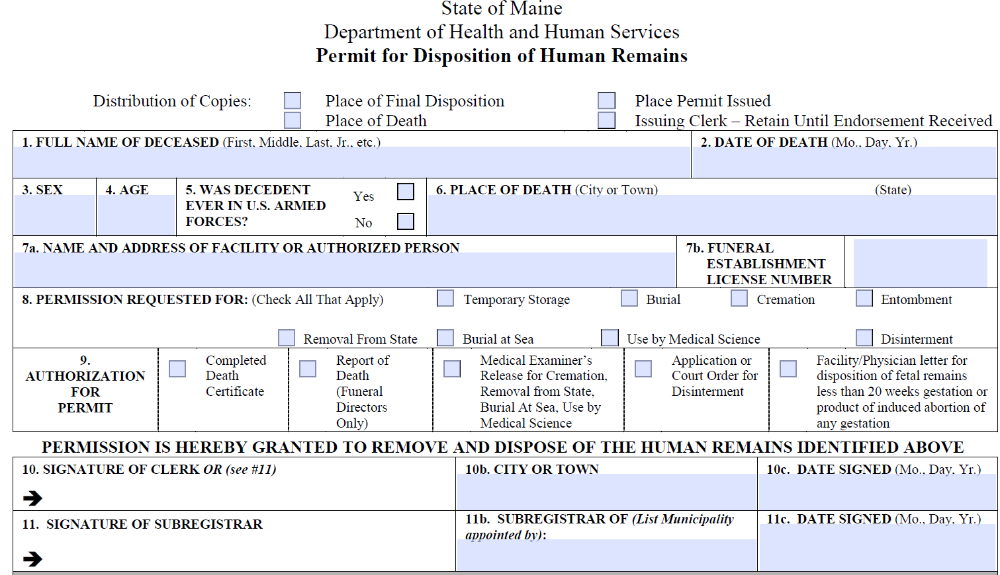 State of Maine
Department of Health and Human Services
Permit for Disposition of Human Remains
Distribution of Copies: Place of Final Disposition Place Permit Issued
Place of Death Issuing Clerk – Retain Until Endorsement Received
1. FULL NAME OF DECEASED (First, Middle, Last, Jr., etc.) 2. DATE OF DEATH (Mo., Day, Yr.)
3. SEX 4. AGE 5. WAS DECEDENT
EVER IN U.S. ARMED
FORCES? Yes
No
6. PLACE OF DEATH (City or Town) (State)
7a. NAME AND ADDRESS OF FACILITY OR AUTHORIZED PERSON 7b. FUNERAL
ESTABLISHMENT
LICENSE NUMBER
8. PERMISSION REQUESTED FOR: (Check All That Apply) Temporary Storage Burial Cremation Entombment
Removal From State Burial at Sea Use by Medical Science Disinterment
9.
AUTHORIZATION
FOR
PERMIT
Completed
Death
Certificate
Report of
Death
(Funeral
Directors
Only)
Medical Examiner's
Release for Cremation,
Removal from State,
Burial At Sea, Use by
Medical Science
Application or
Court Order for
Disinterment
Facility/Physician letter for
disposition of fetal remains
less than 20 weeks gestation or
product of induced abortion of
any gestation
PERMISSION IS HEREBY GRANTED TO REMOVE AND DISPOSE OF THE HUMAN REMAINS IDENTIFIED ABOVE
10. SIGNATURE OF CLERK OR (see #11) 10b. CITY OR TOWN 10c. DATE SIGNED (Mo., Day, Yr.)
11. SIGNATURE OF SUBREGISTRAR 11b. SUBREGISTRAR OF (List Municipality
appointed by): 11c. DATE SIGNED (Mo., Day, Yr.)